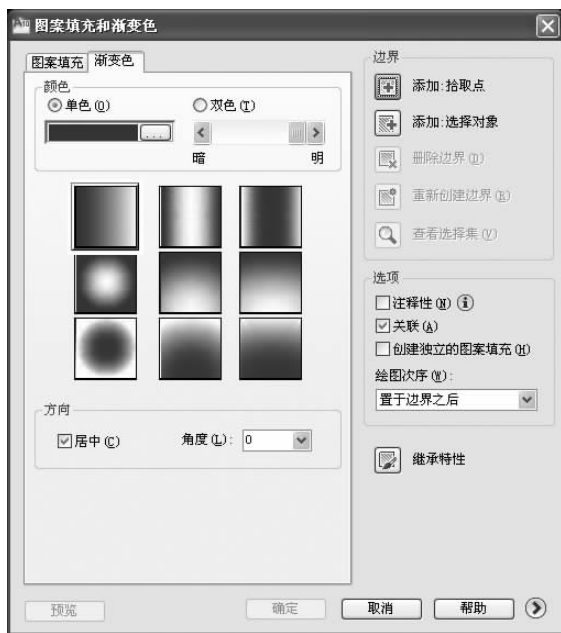 图案填充和渐变色
图案填充 渐变色
颜色
单色(O) 双色(T)
...
暗 明
方向
居中(C) 角度(L): 0
边界
添加:拾取点
添加:选择对象
删除边界(D)
重新创建边界(R)
查看选择集(V)
选项
注释性(N)
关联(A)
创建独立的图案填充(H)
绘图次序(W):
置于边界之后
继承特性
预览 确定 取消 帮助